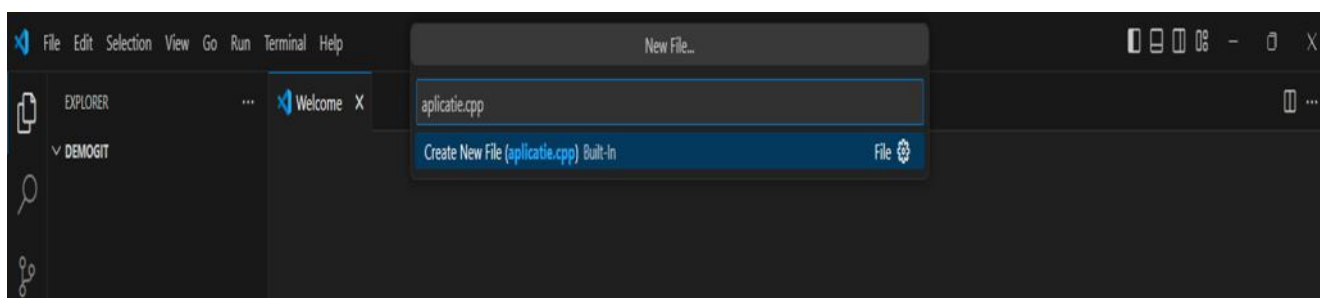 File Edit Selection View Go Run Terminal Help
New File...
EXPLORER
Welcome
aplicatie.cpp
DEMOGIT
Create New File (aplicatie.cpp) Built-In File